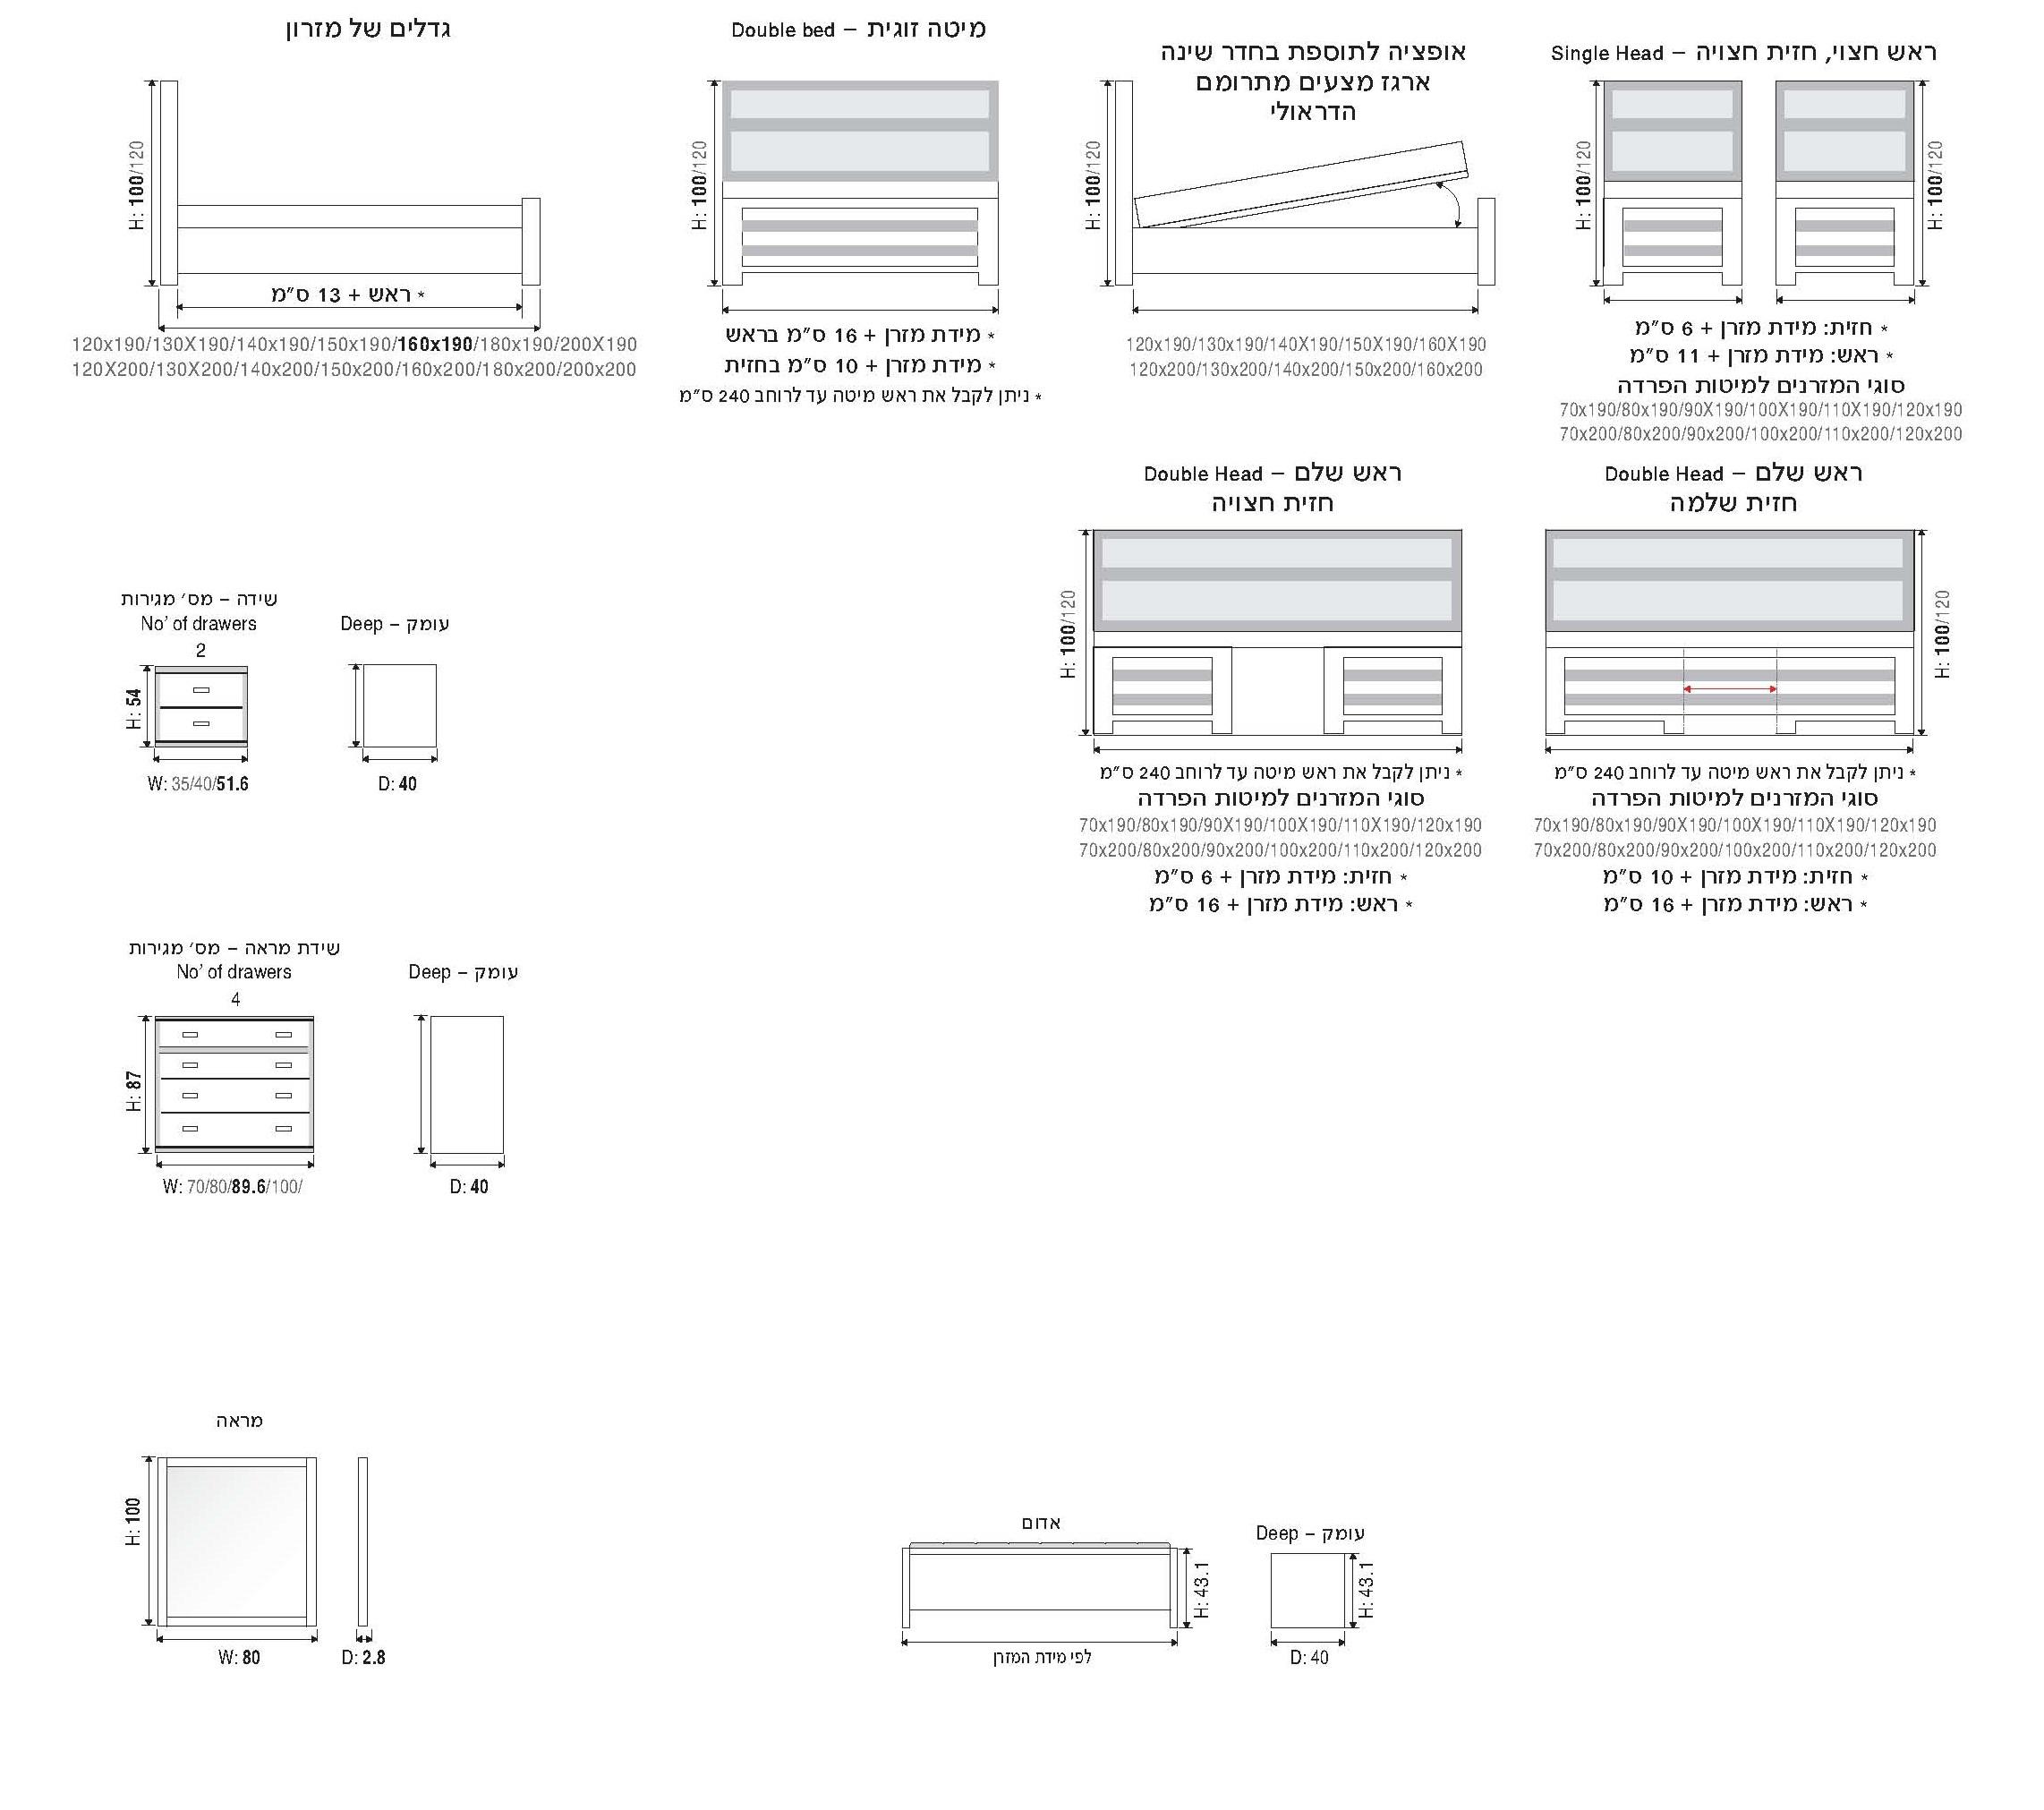 גדלים של מזרון
H: 100/120
* ראש + 13 ס"מ
120x190/130X190/140x190/150x190/160x190/180x190/200X190
120X200/130X200/140x200/150x200/160x200/180x200/200x200
מיטה זוגית – Double bed
H: 100/120
* מידת מזרן + 16 ס"מ בראש
* מידת מזרן + 10 ס"מ בחזית
* ניתן לקבל את ראש מיטה עד לרוחב 240 ס"מ
אופציה לתוספת בחדר שינה
ארגז מצעים מתרומם
הדראולי
H: 100/120
120x190/130x190/140X190/150X190/160X190
120x200/130x200/140x200/150x200/160x200
ראש חצוי, חזית חצויה – Single Head
H: 100/120
H: 100/120
* חזית: מידת מזרן + 6 ס"מ
* ראש: מידת מזרן + 11 ס"מ
סוגי המזרנים למיטות הפרדה
70x190/80x190/90X190/100X190/110X190/120x190
70x200/80x200/90x200/100x200/110x200/120x200
ראש שלם – Double Head
חזית חצויה
H: 100/120
* ניתן לקבל את ראש מיטה עד לרוחב 240 ס"מ
סוגי המזרנים למיטות הפרדה
70x190/80x190/90X190/100X190/110X190/120x190
70x200/80x200/90x200/100x200/110x200/120x200
* חזית: מידת מזרן + 6 ס"מ
* ראש: מידת מזרן + 16 ס"מ
ראש שלם – Double Head
חזית שלמה
H: 100/120
* ניתן לקבל את ראש מיטה עד לרוחב 240 ס"מ
סוגי המזרנים למיטות הפרדה
70x190/80x190/90X190/100X190/110X190/120x190
70x200/80x200/90x200/100x200/110x200/120x200
* חזית: מידת מזרן + 10 ס"מ
* ראש: מידת מזרן + 16 ס"מ
שידה – מס' מגירות
No' of drawers
2
H: 54
W: 35/40/51.6
עומק – Deep
D: 40
שידת מראה – מס' מגירות
No' of drawers
4
H: 87
W: 70/80/89.6/100/
עומק – Deep
D: 40
מראה
H: 100
W: 80
D: 2.8
אדום
H: 43.1
לפי מידת המזרן
עומק – Deep
H: 43.1
D: 40